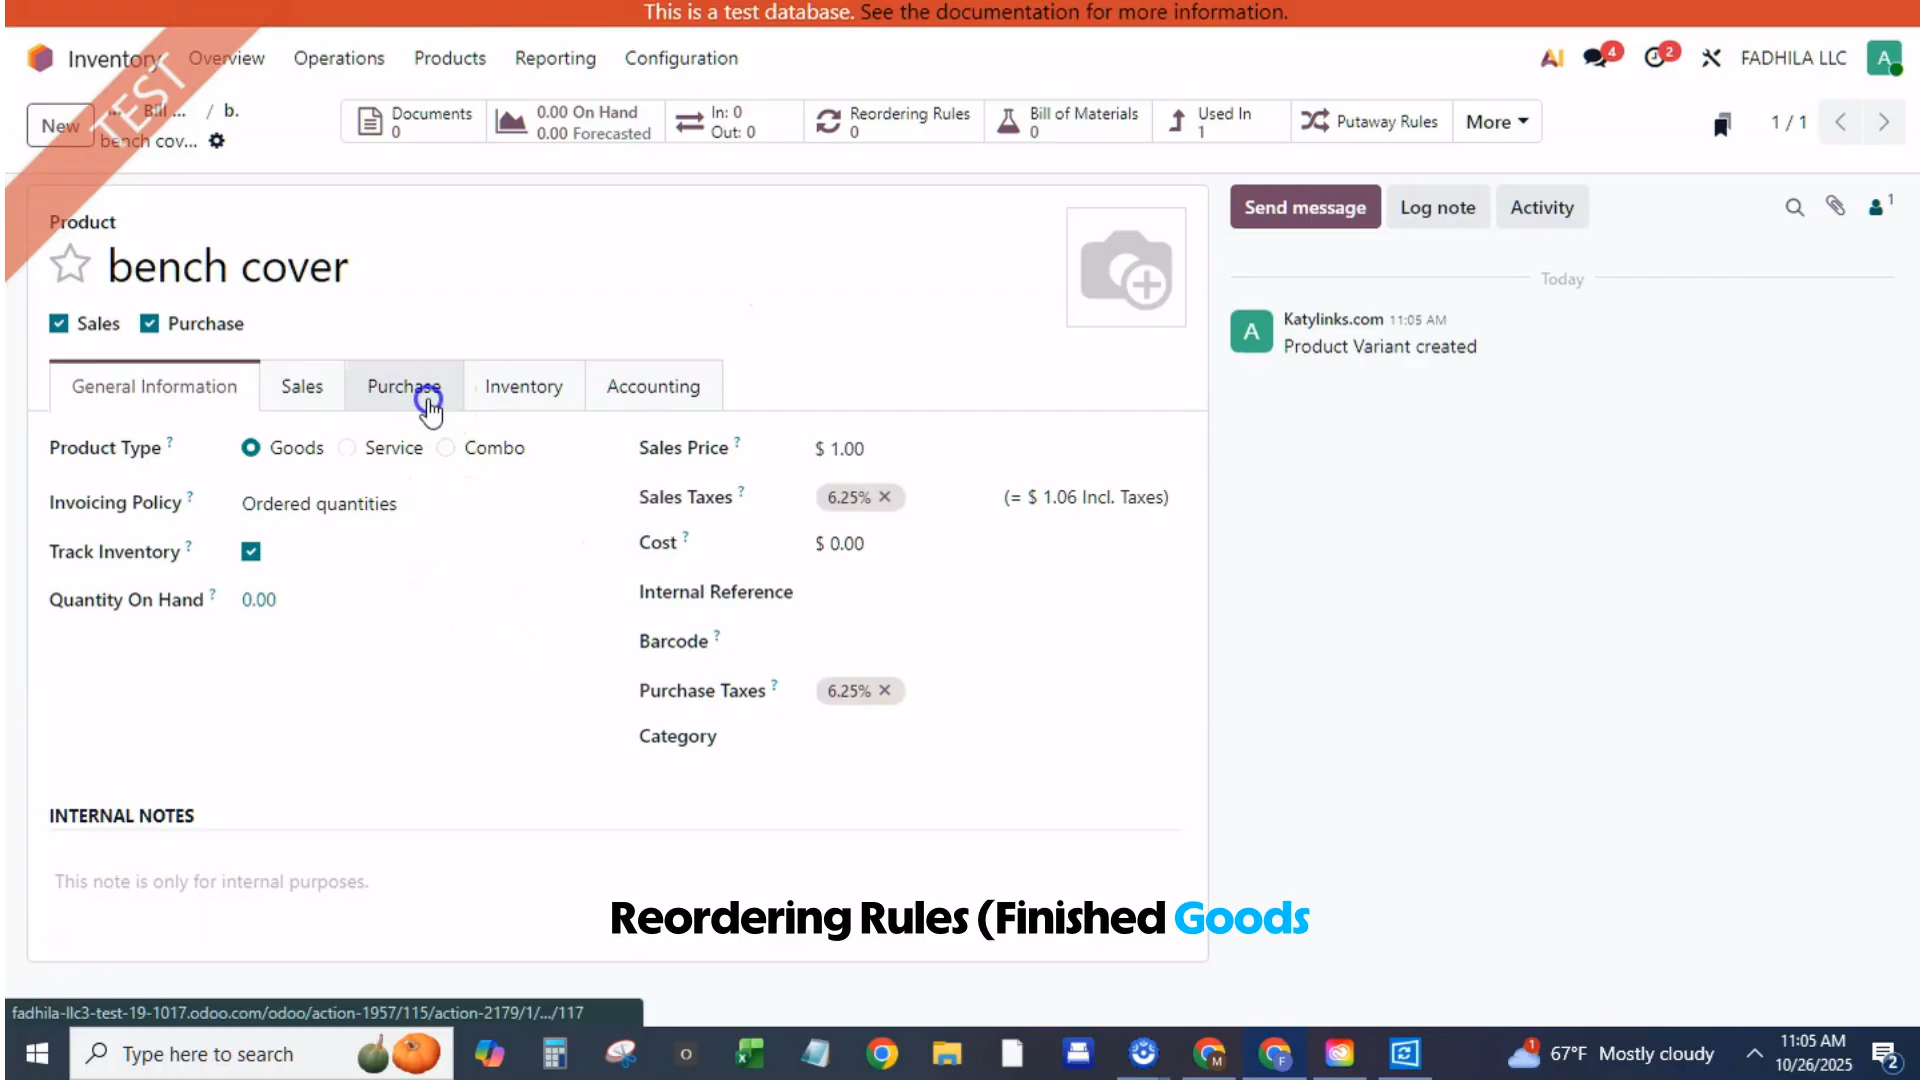 This is a test database. See the documentation for more information.
TEST
Inventory Overview Operations Products Reporting Configuration
4 2 FADHILA LLC A
New
Bill ... / b.
bench cov...
Documents
0
0.00 On Hand
0.00 Forecasted
In: 0
Out: 0
Reordering Rules
0
Bill of Materials
0
Used In
1
Putaway Rules
More
1 / 1
Product
bench cover
Sales Purchase
General Information Sales Purchase Inventory Accounting
Product Type ? Goods Service Combo
Invoicing Policy ? Ordered quantities
Track Inventory ?
Quantity On Hand ? 0.00
Sales Price ? $ 1.00
Sales Taxes ? 6.25% (= $ 1.06 Incl. Taxes)
Cost ? $ 0.00
Internal Reference
Barcode ?
Purchase Taxes ? 6.25%
Category
INTERNAL NOTES
This note is only for internal purposes.
Send message Log note Activity
1
Today
A
Katylinks.com 11:05 AM
Product Variant created
Reordering Rules (Finished Goods
fadhila-llc3-test-19-1017.odoo.com/odoo/action-1957/115/action-2179/1/.../117
Type here to search
67°F Mostly cloudy
11:05 AM
10/26/2025
2